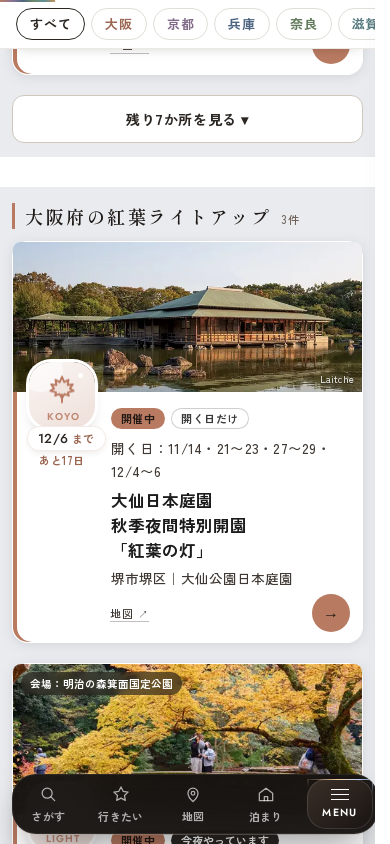 すべて
大阪
京都
兵庫
奈良
滋賀
残り7か所を見る ▾
大阪府の紅葉ライトアップ 3件
Laitche
KOYO
12/6 まで
あと17日
開催中
開く日だけ
開く日：11/14・21〜23・27〜29・
12/4〜6
大仙日本庭園
秋季夜間特別開園
「紅葉の灯」
堺市堺区｜大仙公園日本庭園
地図 ↗
→
会場：明治の森箕面国定公園
さがす
行きたい
地図
泊まり
MENU
LIGHT
開催中
今夜やっています